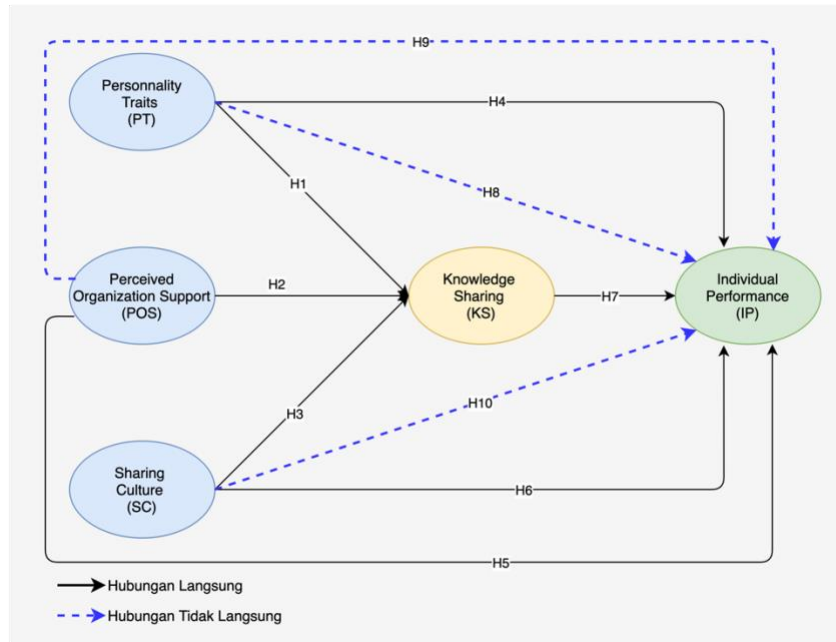 H9
Personnality
Traits
(PT)
H4
H1
H8
Perceived
Organization Support
(POS)
H2
Knowledge
Sharing
(KS)
H7
Individual
Performance
(IP)
H3
H10
Sharing
Culture
(SC)
H6
H5
Hubungan Langsung
Hubungan Tidak Langsung